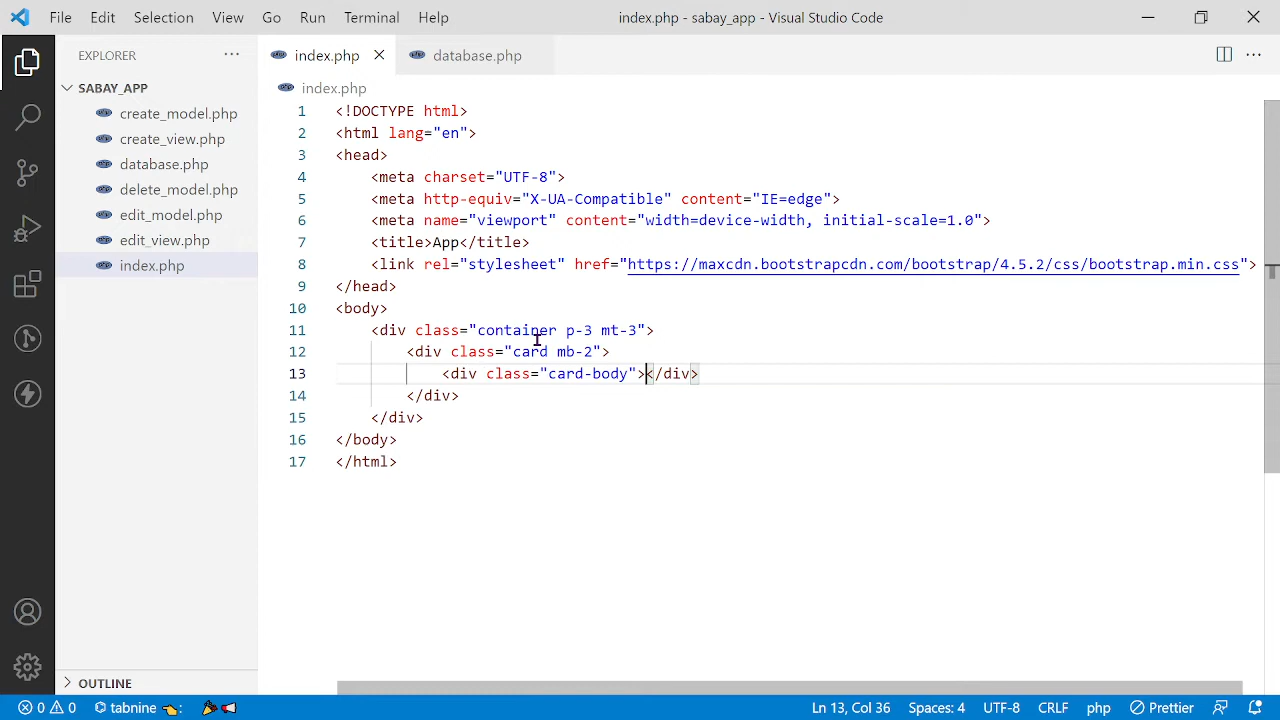 File Edit Selection View Go Run Terminal Help index.php - sabay_app - Visual Studio Code
EXPLORER
SABAY_APP
create_model.php
create_view.php
database.php
delete_model.php
edit_model.php
edit_view.php
index.php
OUTLINE
index.php database.php
index.php
1 <!DOCTYPE html>
2 <html lang="en">
3 <head>
4 <meta charset="UTF-8">
5 <meta http-equiv="X-UA-Compatible" content="IE=edge">
6 <meta name="viewport" content="width=device-width, initial-scale=1.0">
7 <title>App</title>
8 <link rel="stylesheet" href="https://maxcdn.bootstrapcdn.com/bootstrap/4.5.2/css/bootstrap.min.css">
9 </head>
10 <body>
11 <div class="container p-3 mt-3">
12 <div class="card mb-2">
13 <div class="card-body"></div>
14 </div>
15 </div>
16 </body>
17 </html>
0 0 tabnine Ln 13, Col 36 Spaces: 4 UTF-8 CRLF php Prettier